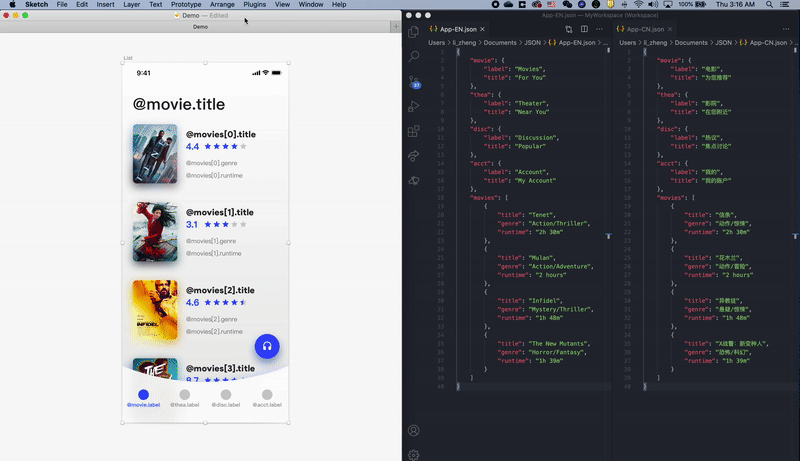 Sketch File Edit Insert Layer Text Prototype Arrange Plugins View Window Help
100% Thu 3:16 AM
Demo — Edited
Demo
List
9:41
@movie.title
@movies[0].title
4.4
@movies[0].genre
@movies[0].runtime
@movies[1].title
3.1
@movies[1].genre
@movies[1].runtime
@movies[2].title
4.6
@movies[2].genre
@movies[2].runtime
@movies[3].title
8.7
@movie.label @thea.label @disc.label @acct.label
App-EN.json — MyWorkspace (Workspace)
App-EN.json
Users > li_zheng > Documents > JSON > App-EN.json > ...
37
1 {
2 "movie": {
3 "label": "Movies",
4 "title": "For You"
5 },
6 "thea": {
7 "label": "Theater",
8 "title": "Near You"
9 },
10 "disc": {
11 "label": "Discussion",
12 "title": "Popular"
13 },
14 "acct": {
15 "label": "Account",
16 "title": "My Account"
17 },
18 "movies": [
19 {
20 "title": "Tenet",
21 "genre": "Action/Thriller",
22 "runtime": "2h 30m"
23 },
24 {
25 "title": "Mulan",
26 "genre": "Action/Adventure",
27 "runtime": "2 hours"
28 },
29 {
30 "title": "Infidel",
31 "genre": "Mystery/Thriller",
32 "runtime": "1h 48m"
33 },
34 {
35 "title": "The New Mutants",
36 "genre": "Horror/Fantasy",
37 "runtime": "1h 39m"
38 }
39 ]
40 }
App-CN.json
Users > li_zheng > Documents > JSON > App-CN.json > ...
1 {
2 "movie": {
3 "label": "电影",
4 "title": "为您推荐"
5 },
6 "thea": {
7 "label": "影院",
8 "title": "在您附近"
9 },
10 "disc": {
11 "label": "热议",
12 "title": "焦点讨论"
13 },
14 "acct": {
15 "label": "我的",
16 "title": "我的账户"
17 },
18 "movies": [
19 {
20 "title": "信条",
21 "genre": "动作/惊悚",
22 "runtime": "2h 30m"
23 },
24 {
25 "title": "花木兰",
26 "genre": "动作/冒险",
27 "runtime": "2 hours"
28 },
29 {
30 "title": "异教徒",
31 "genre": "悬疑/惊悚",
32 "runtime": "1h 48m"
33 },
34 {
35 "title": "X战警：新变种人",
36 "genre": "恐怖/科幻",
37 "runtime": "1h 39m"
38 }
39 ]
40 }